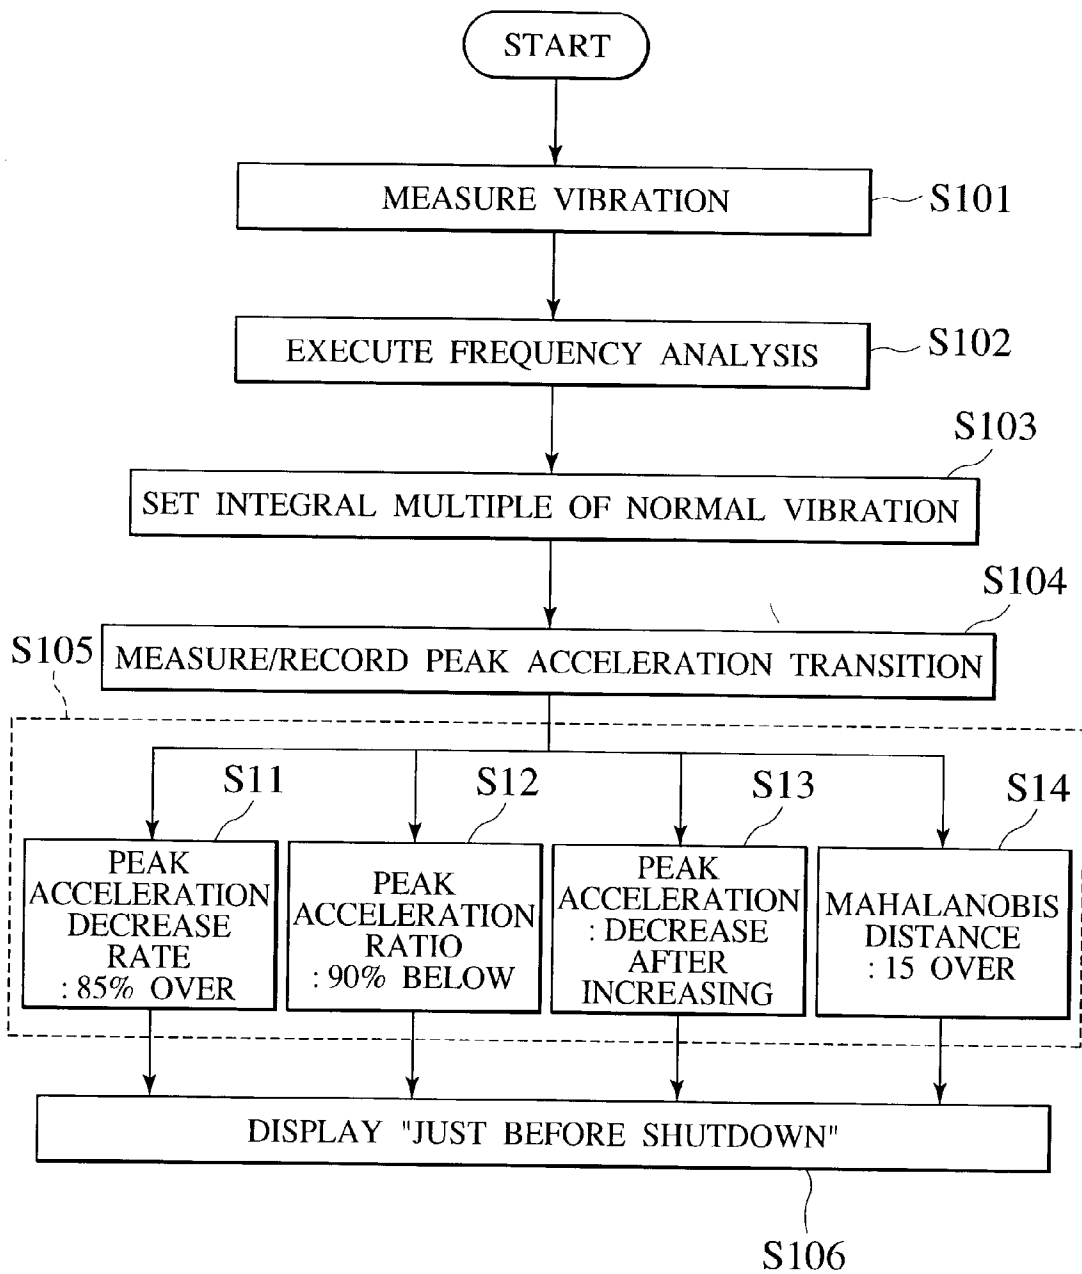 START
MEASURE VIBRATION
S101
EXECUTE FREQUENCY ANALYSIS
S102
S103
SET INTEGRAL MULTIPLE OF NORMAL VIBRATION
S104
S105
MEASURE/RECORD PEAK ACCELERATION TRANSITION
S11
PEAK
ACCELERATION
DECREASE
RATE
: 85% OVER
S12
PEAK
ACCELERATION
RATIO
: 90% BELOW
S13
PEAK
ACCELERATION
: DECREASE
AFTER
INCREASING
S14
MAHALANOBIS
DISTANCE
: 15 OVER
DISPLAY "JUST BEFORE SHUTDOWN"
S106